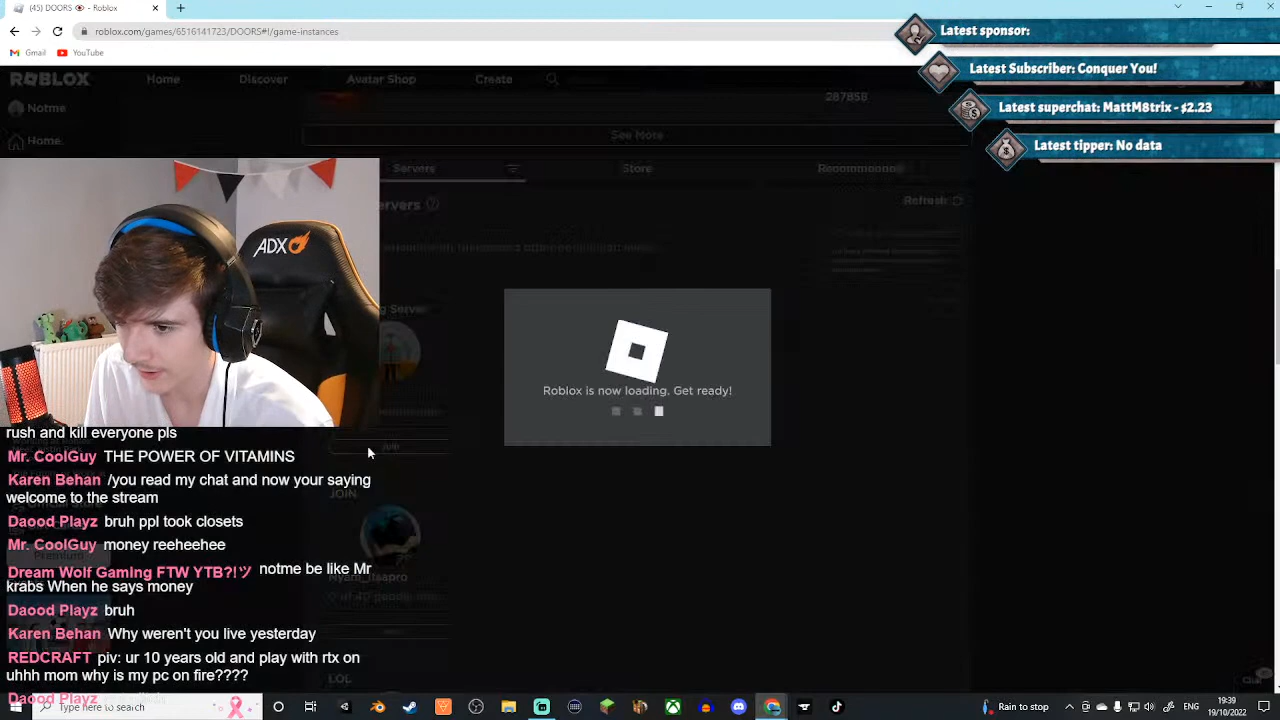 (45) DOORS 👁 - Roblox
roblox.com/games/6516141723/DOORS#!/game-instances
Gmail
YouTube
Latest sponsor:
Latest Subscriber: Conquer You!
Latest superchat: MattM8trix - $2.23
Latest tipper: No data
ROBLOX
Home
Discover
Avatar Shop
Create
Notme
Home
287858
See More
Servers
Store
Refresh
ADX
Roblox is now loading. Get ready!
rush and kill everyone pls
Mr. CoolGuy THE POWER OF VITAMINS
Karen Behan /you read my chat and now your saying
welcome to the stream
Daood Playz bruh ppl took closets
Mr. CoolGuy money reeheehee
Dream Wolf Gaming FTW YTB?!ツ notme be like Mr
krabs When he says money
Daood Playz bruh
Karen Behan Why weren't you live yesterday
REDCRAFT piv: ur 10 years old and play with rtx on
uhhh mom why is my pc on fire????
Daood Playz
JOIN
Premium
LOL
Type here to search
Rain to stop
19:39
19/10/2022